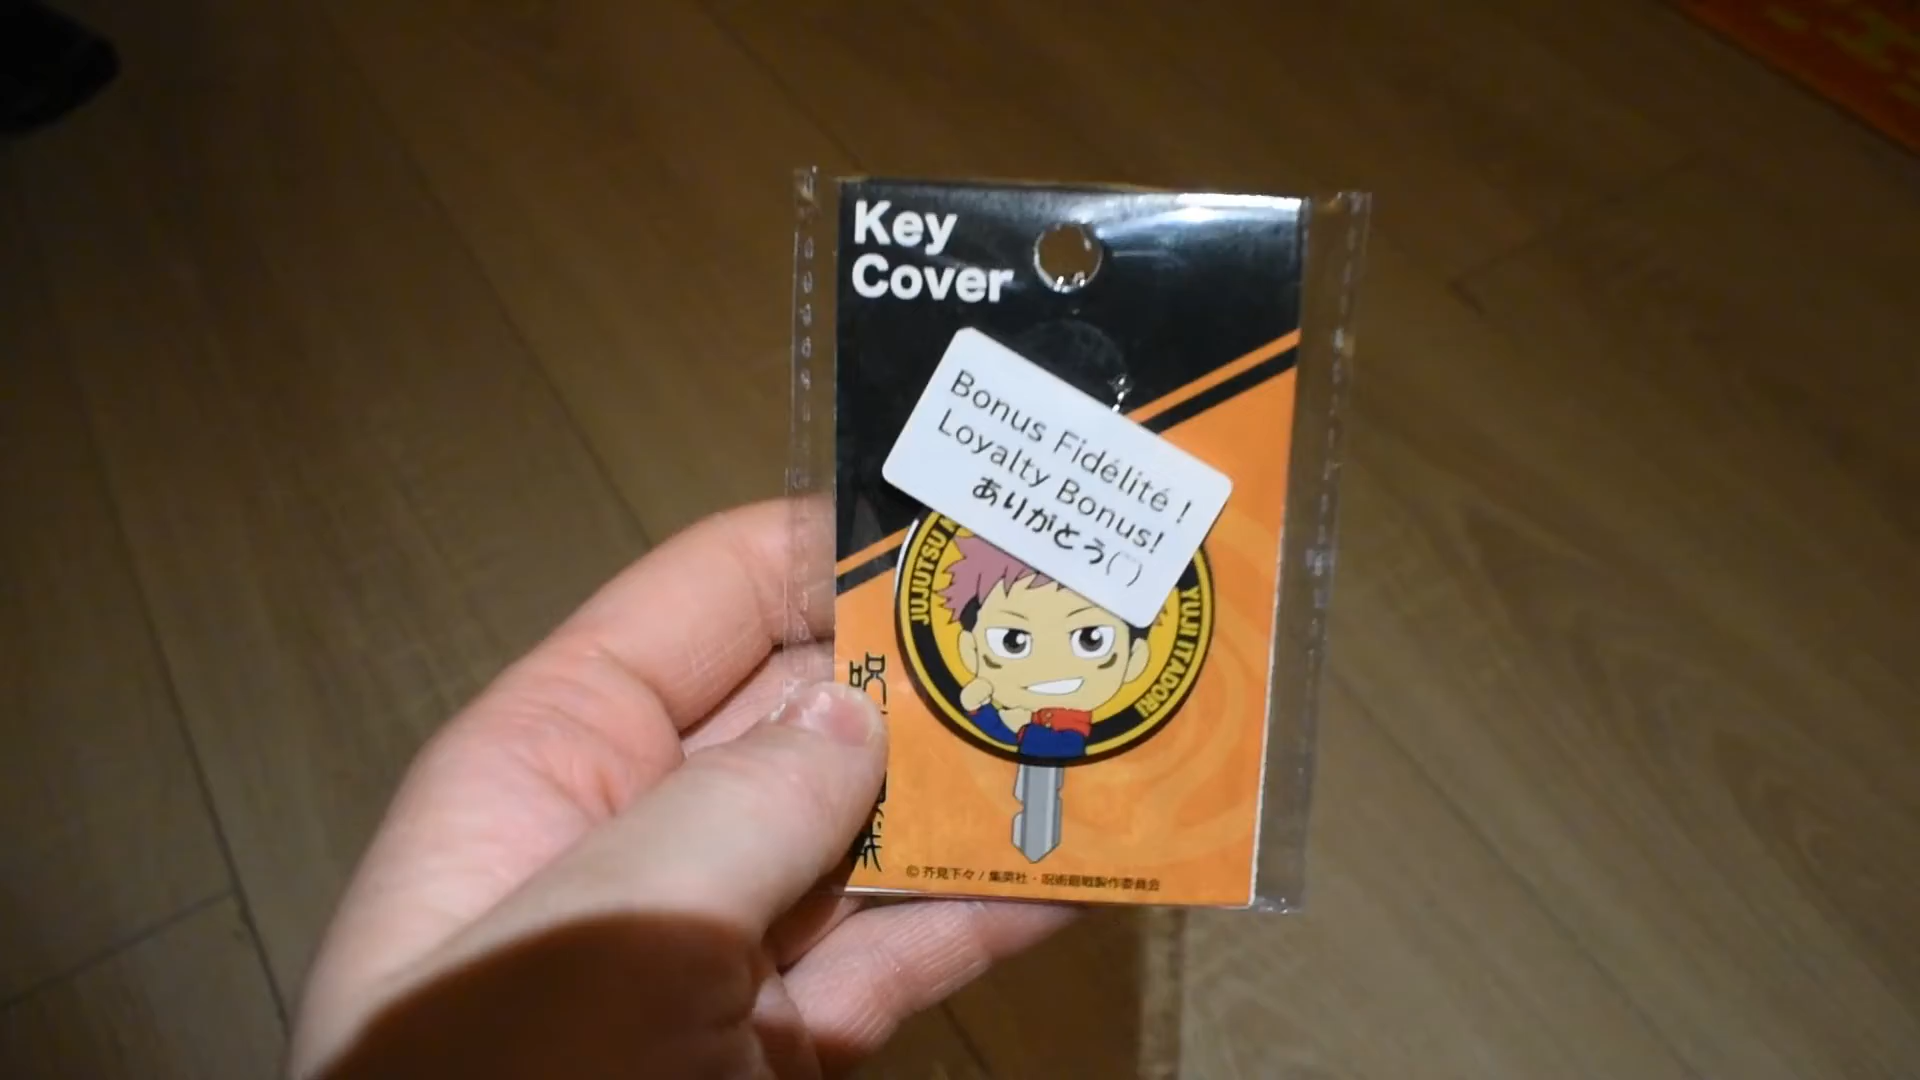 Key
Cover
Bonus Fidélité !
Loyalty Bonus!
ありがとう(⌒)
JUJUTSU
YUJI ITADORI
呪
©芥見下々/集英社・呪術廻戦製作委員会